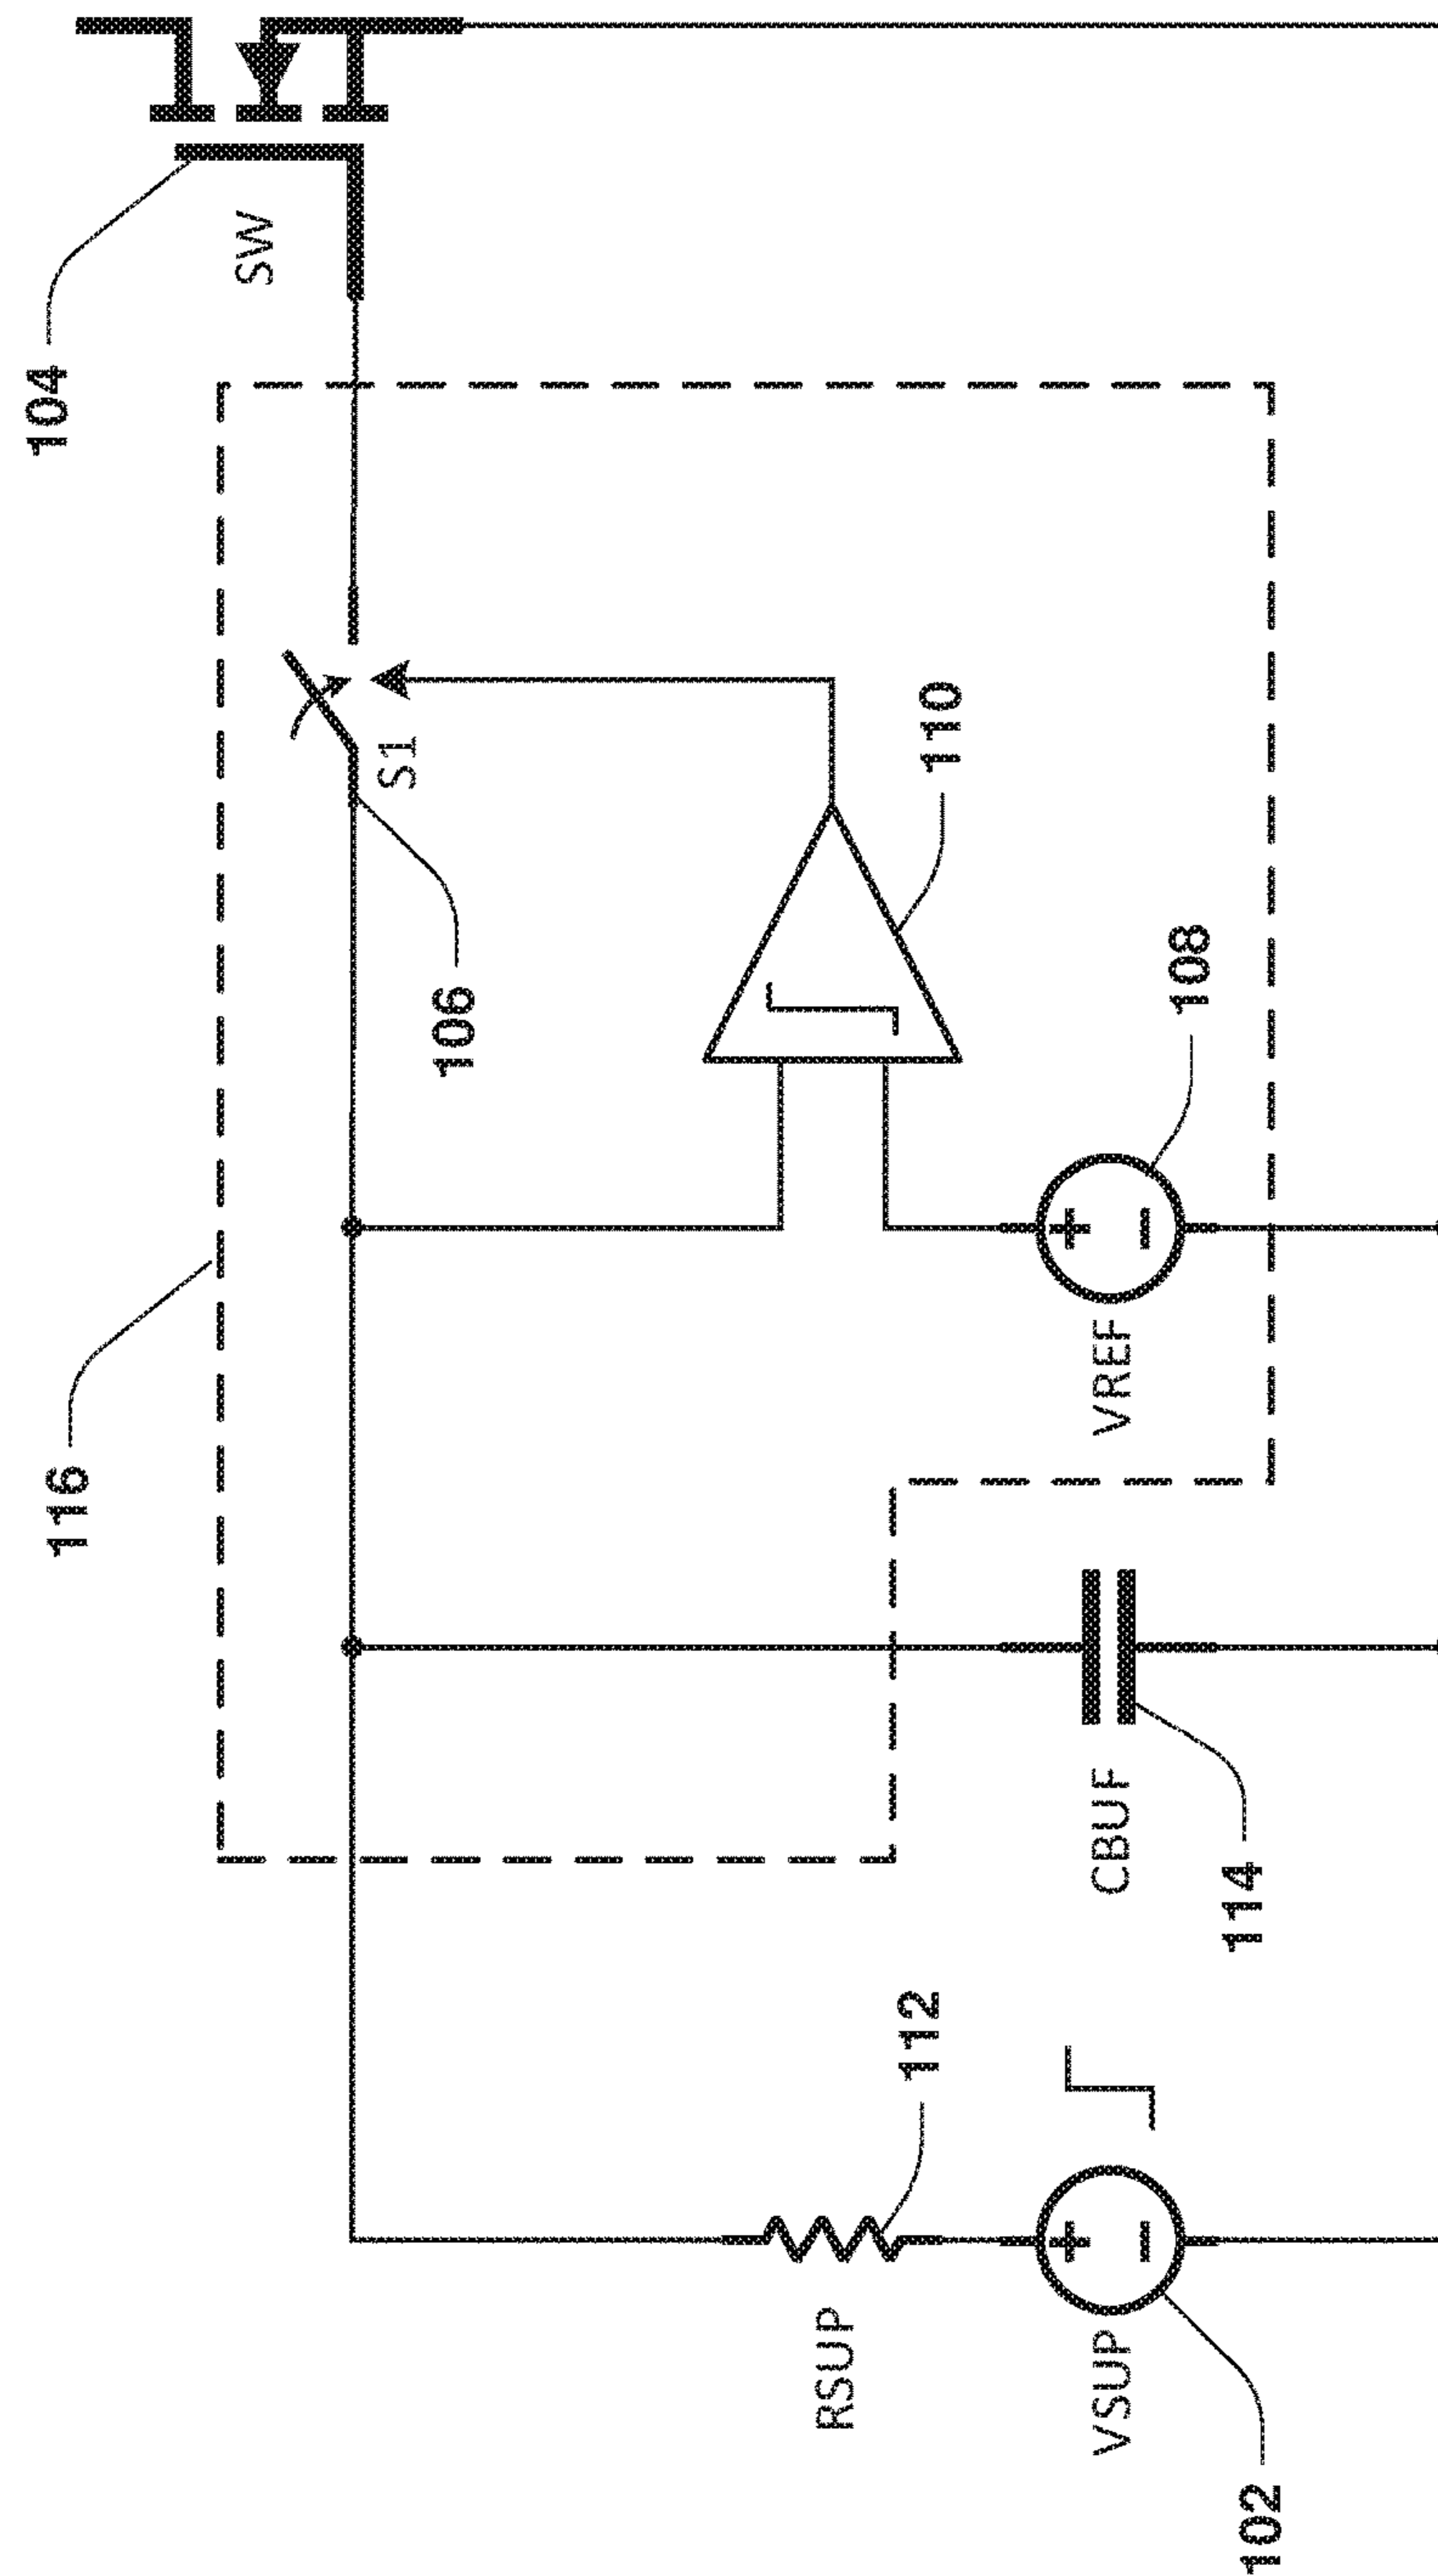 104
SW
116
S1
106
110
108
VREF
CBUF
114
112
RSUP
VSUP
102
+
-
+
-